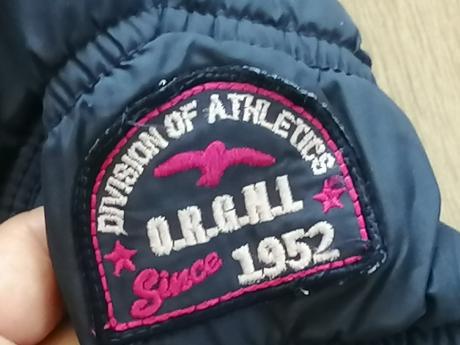 DIVISION OF ATHLETICS
O.R.G.N.L
Since 1952